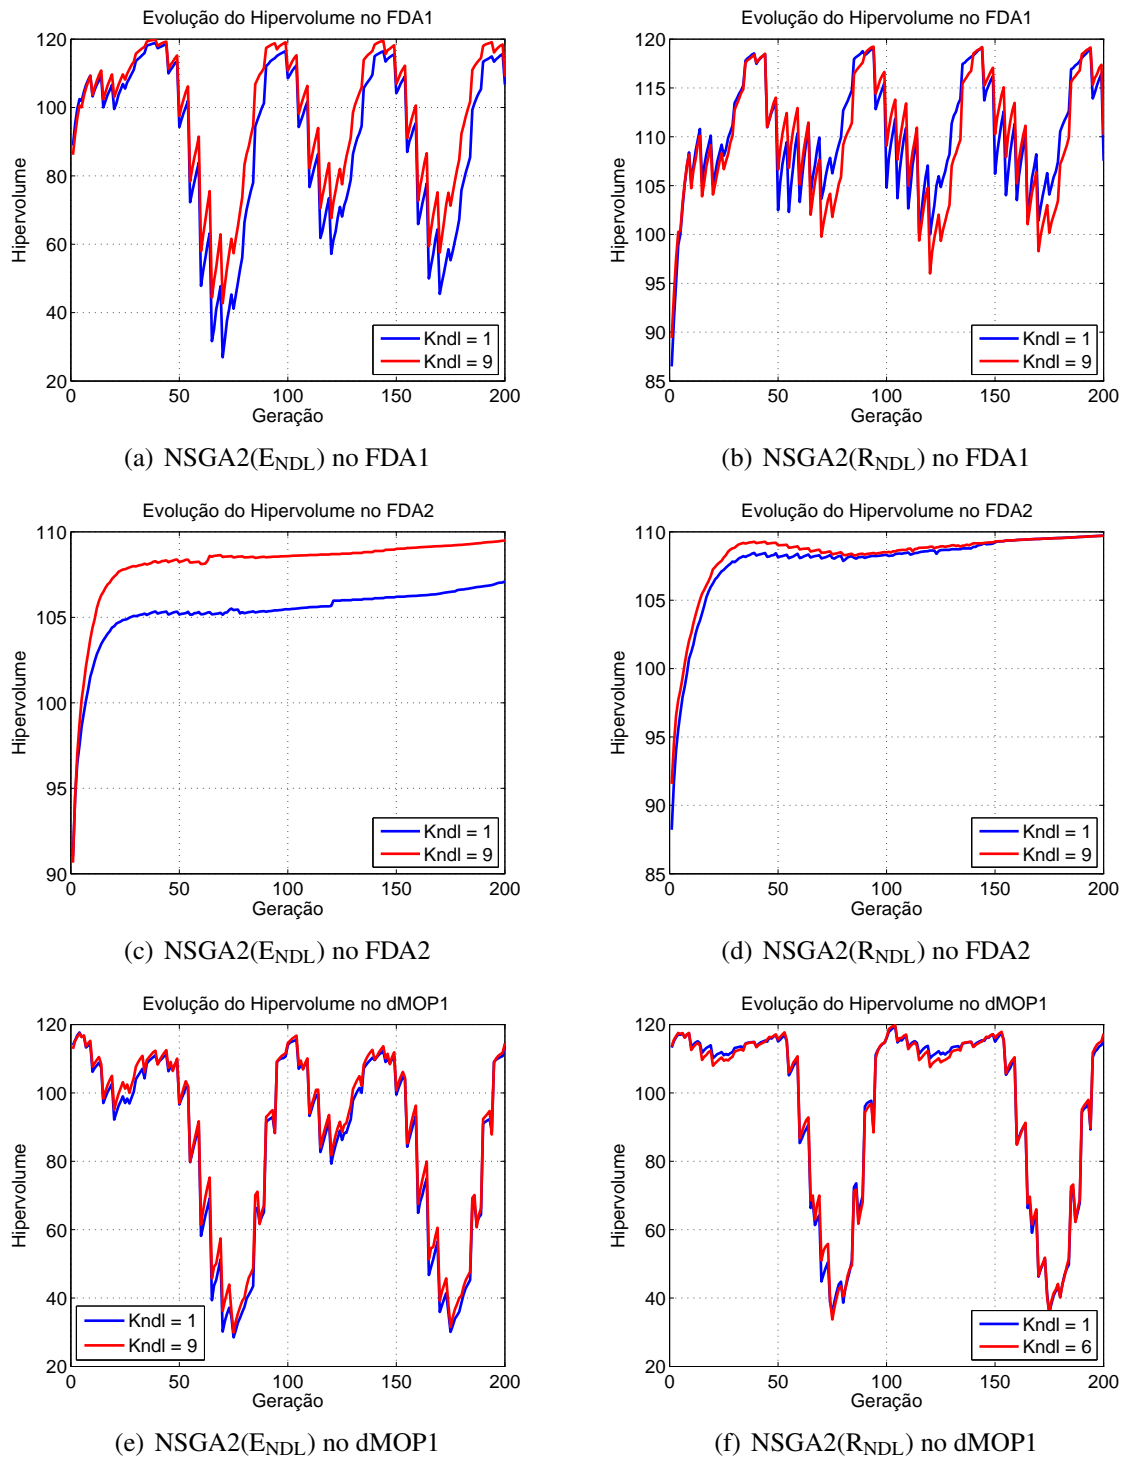 Evolução do Hipervolume no FDA1
120
100
80
60
40
20
Hipervolume
0
50
100
150
200
Geração
Kndl = 1
Kndl = 9
(a) NSGA2(E_NDL) no FDA1
Evolução do Hipervolume no FDA1
120
115
110
105
100
95
90
85
Hipervolume
0
50
100
150
200
Geração
Kndl = 1
Kndl = 9
(b) NSGA2(R_NDL) no FDA1
Evolução do Hipervolume no FDA2
110
105
100
95
90
Hipervolume
0
50
100
150
200
Geração
Kndl = 1
Kndl = 9
(c) NSGA2(E_NDL) no FDA2
Evolução do Hipervolume no FDA2
110
105
100
95
90
85
Hipervolume
0
50
100
150
200
Geração
Kndl = 1
Kndl = 9
(d) NSGA2(R_NDL) no FDA2
Evolução do Hipervolume no dMOP1
120
100
80
60
40
20
Hipervolume
0
50
100
150
200
Geração
Kndl = 1
Kndl = 9
(e) NSGA2(E_NDL) no dMOP1
Evolução do Hipervolume no dMOP1
120
100
80
60
40
20
Hipervolume
0
50
100
150
200
Geração
Kndl = 1
Kndl = 6
(f) NSGA2(R_NDL) no dMOP1